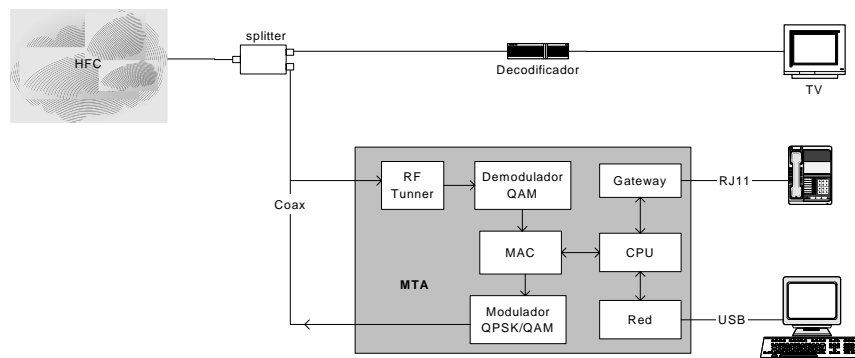 splitter
HFC
Decodificador
TV
RF
Tunner
Demodulador
QAM
Gateway
RJ11
Coax
MAC
CPU
MTA
Modulador
QPSK/QAM
Red
USB